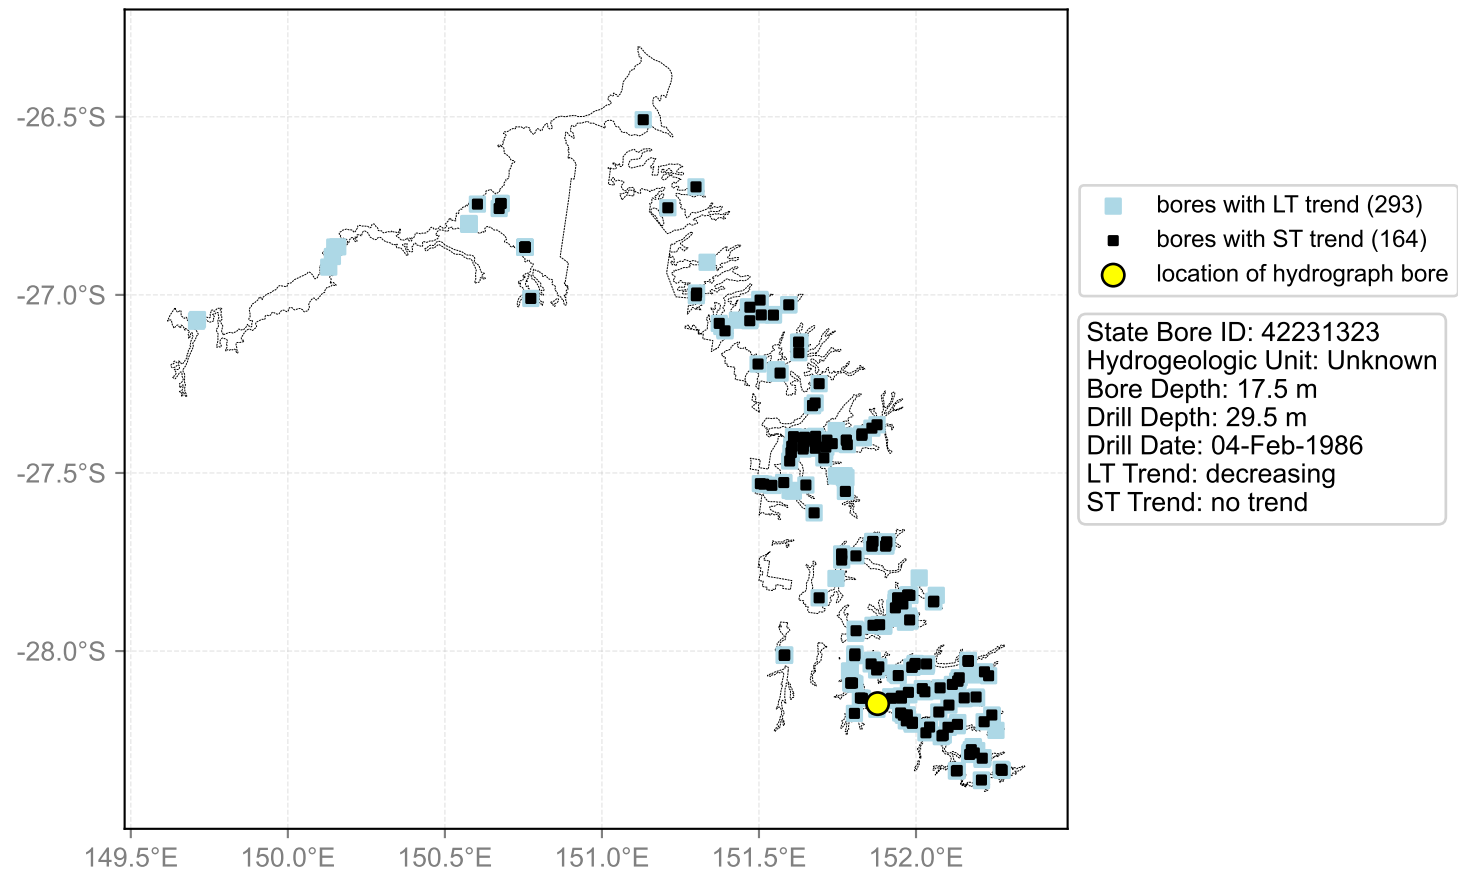 -26.5°S
-27.0°S
-27.5°S
-28.0°S
149.5°E 150.0°E 150.5°E 151.0°E 151.5°E 152.0°E
bores with LT trend (293)
bores with ST trend (164)
location of hydrograph bore
State Bore ID: 42231323
Hydrogeologic Unit: Unknown
Bore Depth: 17.5 m
Drill Depth: 29.5 m
Drill Date: 04-Feb-1986
LT Trend: decreasing
ST Trend: no trend